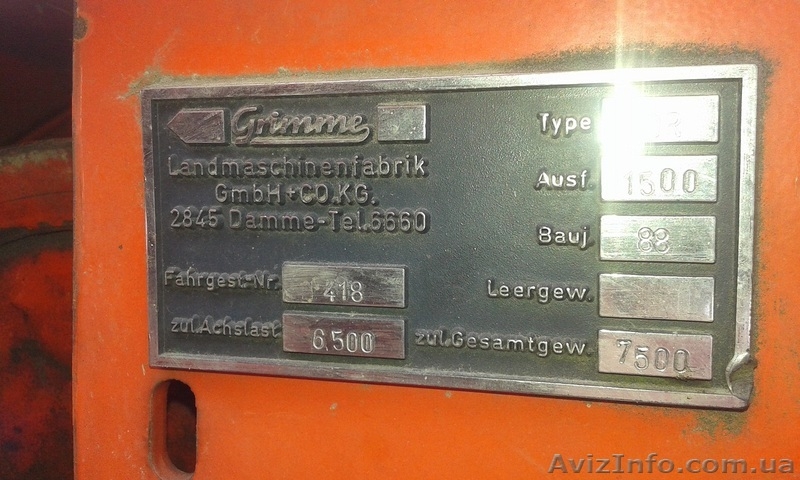 Grimme
Landmaschinenfabrik
GmbH+CO.KG.
2845 Damme-Tel.6660
Fahrgest.-Nr. 418
zul.Achslast 6.500
Type
Ausf. 1500
Bauj 88
Leergew.
zul.Gesamtgew. 7500
AvizInfo.com.ua